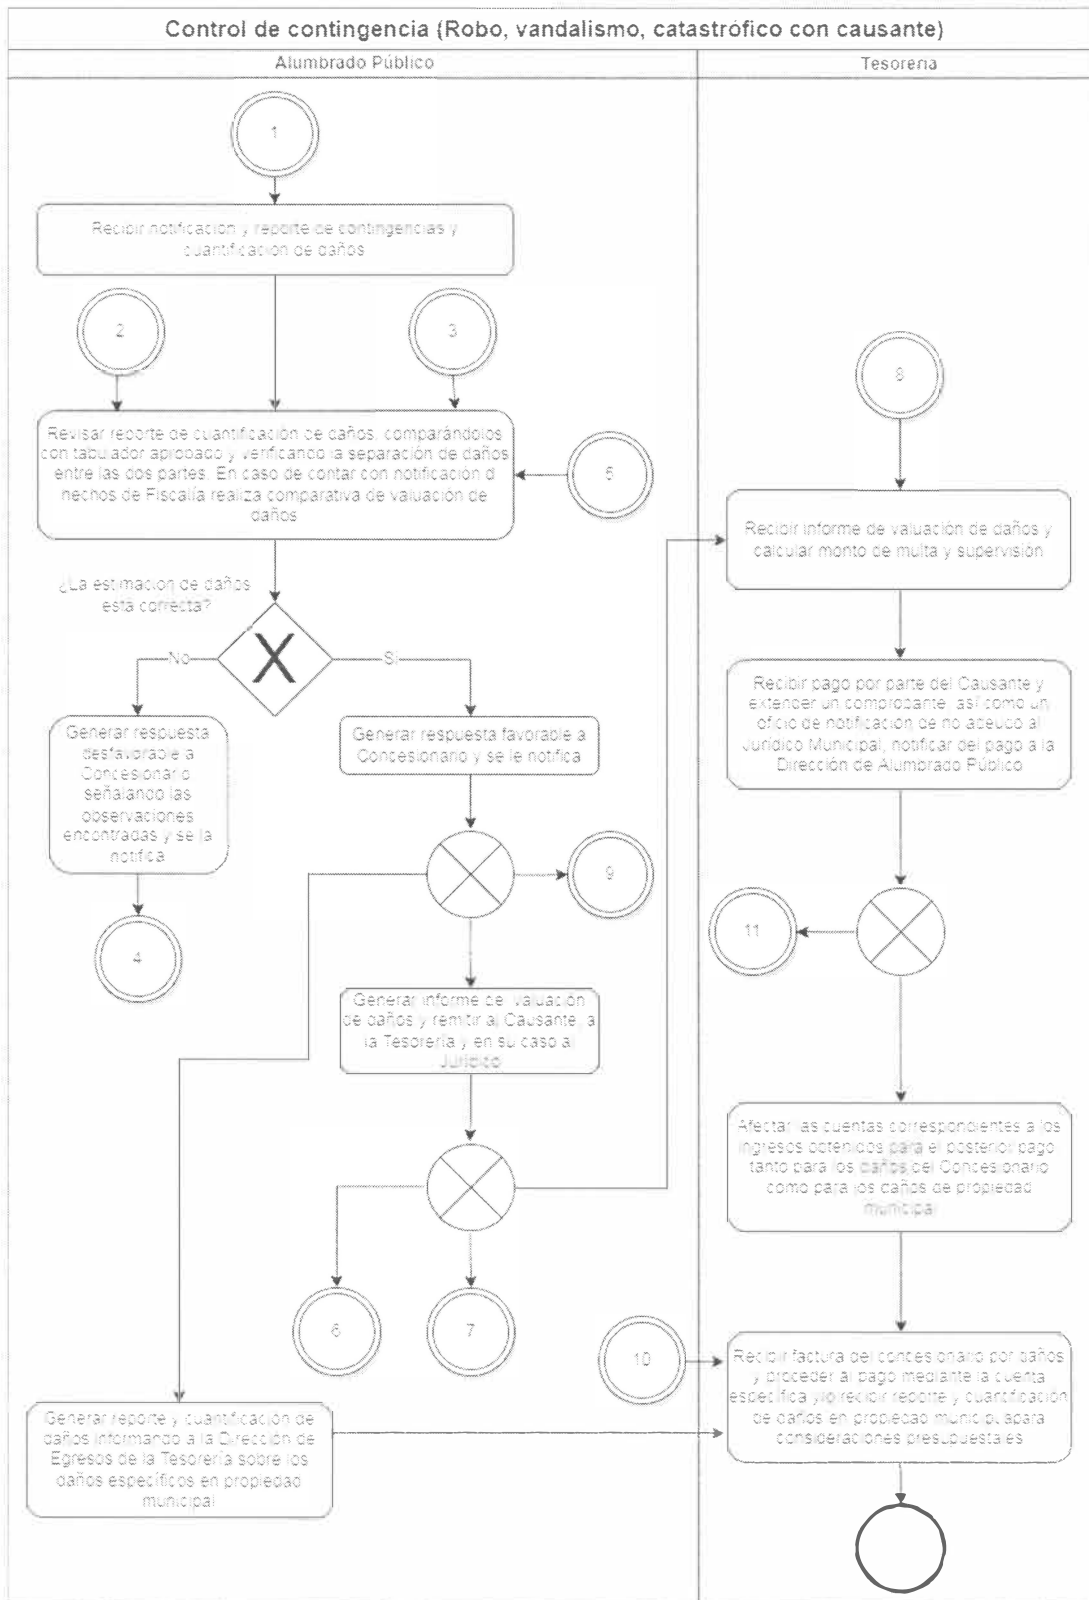 Control de contingencia (Robo, vandalismo, catastrófico con causante)
Alumbrado Público
Tesorería
1
Recibir notificación y reporte de contingencias y
cuantificación de daños
2
3
Revisar reporte de cuantificación de daños, comparándolos
con tabulador aprobado y verificando la separación de daños
entre las dos partes. En caso de contar con notificación d
hechos de Fiscalía realiza comparativa de valuación de
daños
5
¿La estimación de daños
está correcta?
No
Si
Generar respuesta
desfavorable a
Concesionario
señalando las
observaciones
encontradas y se la
notifica
4
Generar respuesta favorable a
Concesionario y se le notifica
9
Generar informe de valuación
de daños y remitir al Causante, a
la Tesorería y en su caso al
Jurídico
6
7
Generar reporte y cuantificación de
daños informando a la Dirección de
Egresos de la Tesorería sobre los
daños específicos en propiedad
municipal
8
Recibir informe de valuación de daños y
calcular monto de multa y supervisión
Recibir pago por parte del Causante y
extender un comprobante, así como un
oficio de notificación de no adeudo al
Jurídico Municipal, notificar del pago a la
Dirección de Alumbrado Público
11
Afectar las cuentas correspondientes a los
ingresos obtenidos para el posterior pago
tanto para los daños del Concesionario
como para los daños de propiedad
municipal
10
Recibir factura del concesionario por daños
y proceder al pago mediante la cuenta
específica y/o recibir reporte y cuantificación
de daños en propiedad municipal para
consideraciones presupuestales